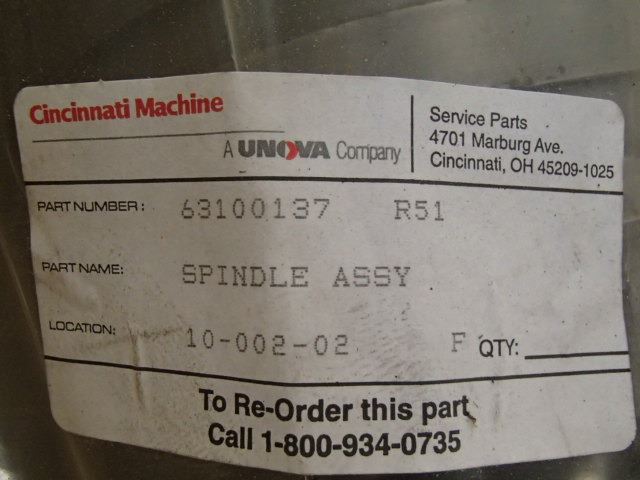 Cincinnati Machine
A UNOVA Company
Service Parts
4701 Marburg Ave.
Cincinnati, OH 45209-1025
PART NUMBER: 63100137 R51
PART NAME: SPINDLE ASSY
LOCATION: 10-002-02 F QTY:
To Re-Order this part
Call 1-800-934-0735